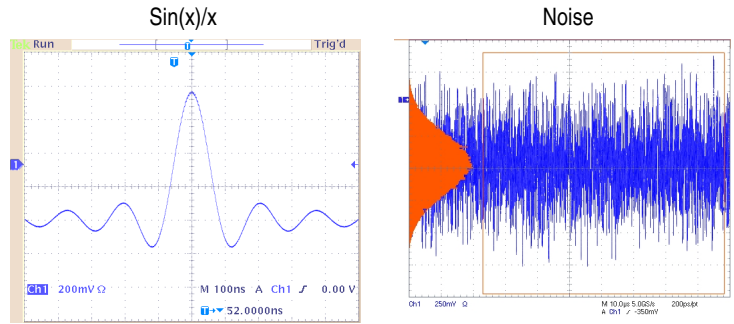 Sin(x)/x
Noise
Run
Trig'd
T
T
1
Ch1 200mV Ω M 100ns A Ch1 ƒ 0.00 V
T→▼ 52.0000ns
Ch1 250mV Ω M 10.0µs 5.0GS/s 200ps/pt
A Ch1 ∕ -350mV